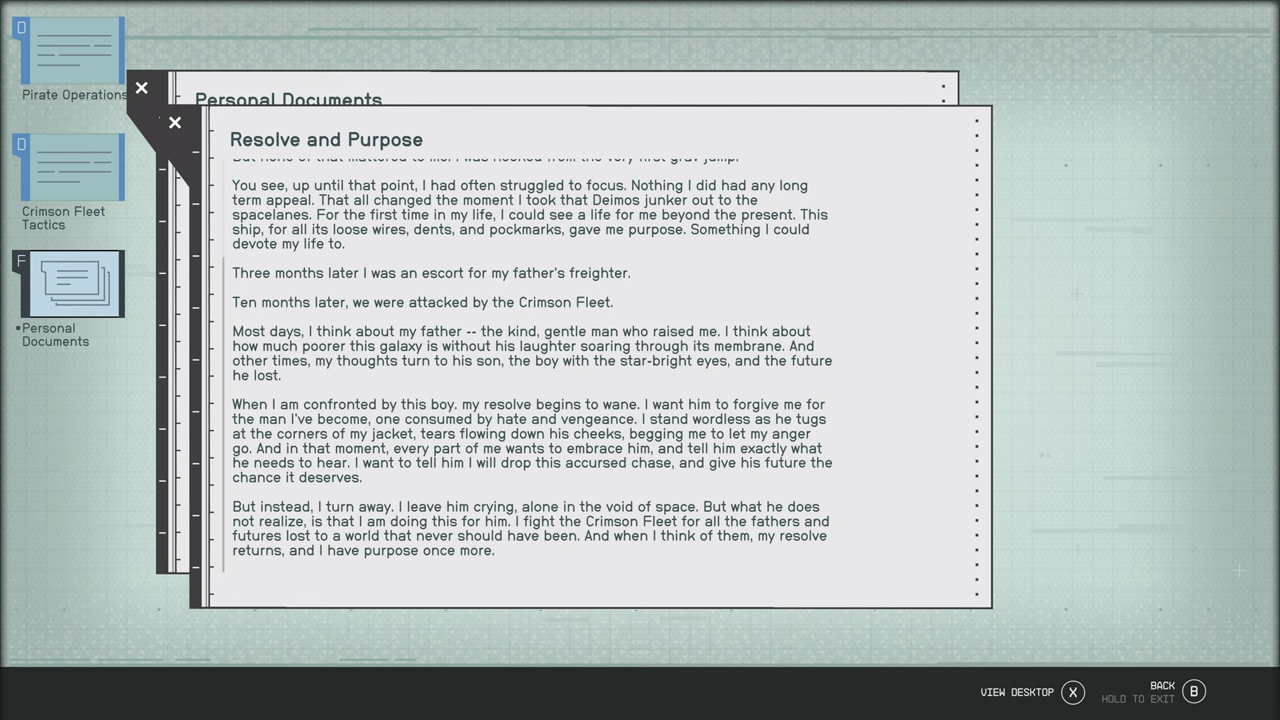 D
Pirate Operations
D
Crimson Fleet
Tactics
F
Personal
Documents
Personal Documents
Resolve and Purpose
But none of that mattered to me. I was hooked from the very first grav jump.
You see, up until that point, I had often struggled to focus. Nothing I did had any long
term appeal. That all changed the moment I took that Deimos junker out to the
spacelanes. For the first time in my life, I could see a life for me beyond the present. This
ship, for all its loose wires, dents, and pockmarks, gave me purpose. Something I could
devote my life to.
Three months later I was an escort for my father's freighter.
Ten months later, we were attacked by the Crimson Fleet.
Most days, I think about my father -- the kind, gentle man who raised me. I think about
how much poorer this galaxy is without his laughter soaring through its membrane. And
other times, my thoughts turn to his son, the boy with the star-bright eyes, and the future
he lost.
When I am confronted by this boy. my resolve begins to wane. I want him to forgive me for
the man I've become, one consumed by hate and vengeance. I stand wordless as he tugs
at the corners of my jacket, tears flowing down his cheeks, begging me to let my anger
go. And in that moment, every part of me wants to embrace him, and tell him exactly what
he needs to hear. I want to tell him I will drop this accursed chase, and give his future the
chance it deserves.
But instead, I turn away. I leave him crying, alone in the void of space. But what he does
not realize, is that I am doing this for him. I fight the Crimson Fleet for all the fathers and
futures lost to a world that never should have been. And when I think of them, my resolve
returns, and I have purpose once more.
VIEW DESKTOP X
BACK B
HOLD TO EXIT